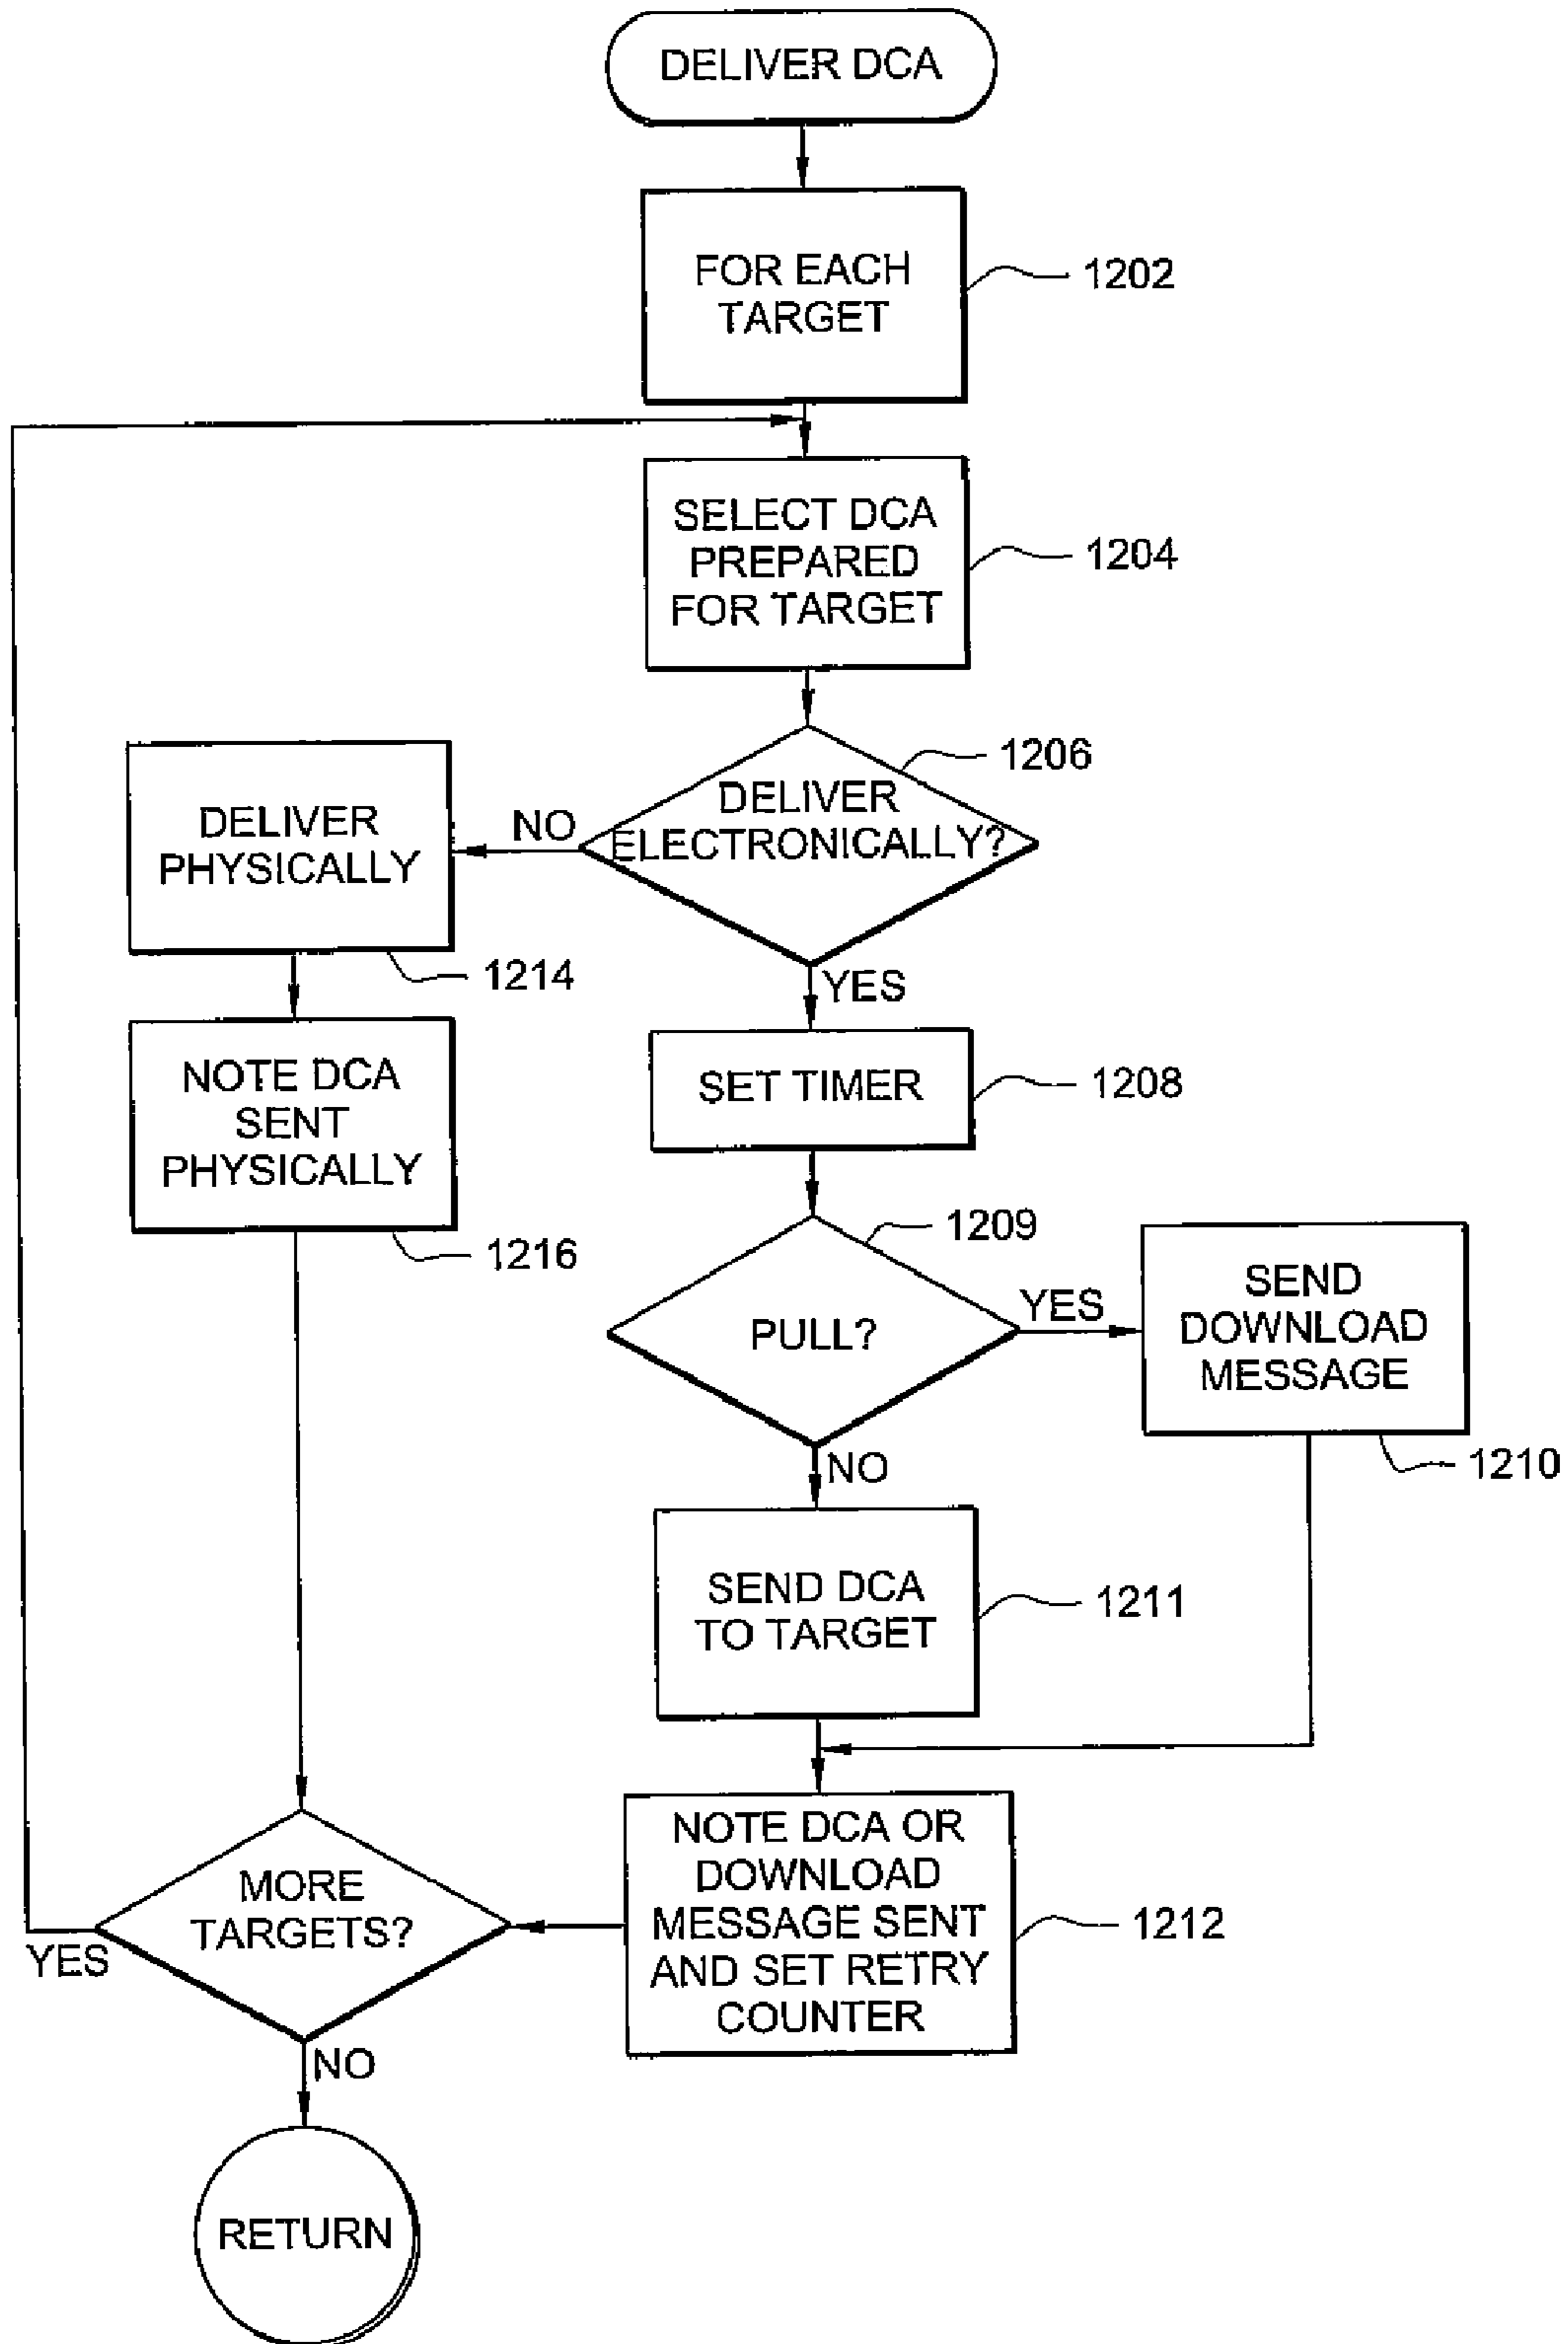 DELIVER DCA
FOR EACH
TARGET
1202
SELECT DCA
PREPARED
FOR TARGET
1204
DELIVER
ELECTRONICALLY?
1206
NO
DELIVER
PHYSICALLY
1214
YES
NOTE DCA
SENT
PHYSICALLY
1216
SET TIMER
1208
PULL?
1209
YES
SEND
DOWNLOAD
MESSAGE
1210
NO
SEND DCA
TO TARGET
1211
NOTE DCA OR
DOWNLOAD
MESSAGE SENT
AND SET RETRY
COUNTER
1212
MORE
TARGETS?
YES
NO
RETURN